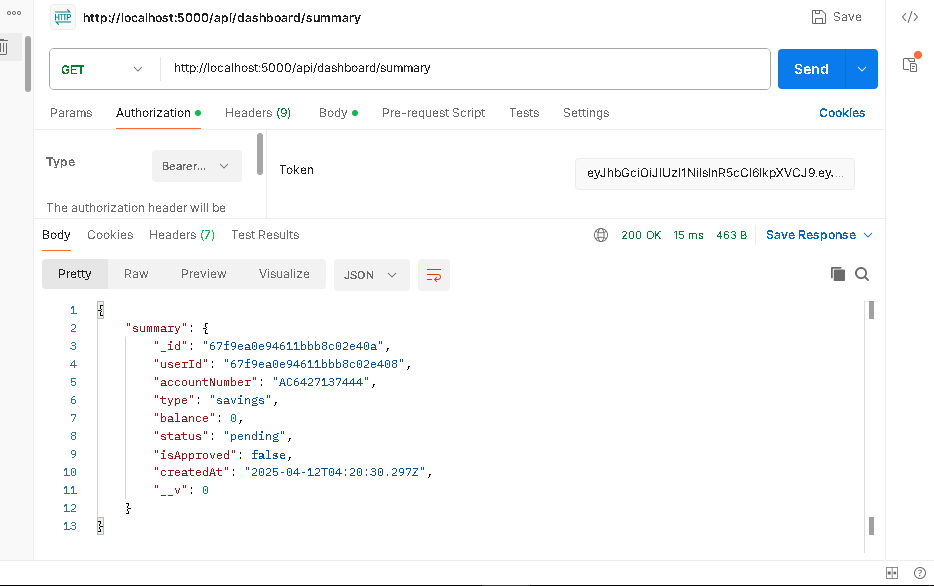 HTTP http://localhost:5000/api/dashboard/summary Save
GET http://localhost:5000/api/dashboard/summary Send
Params Authorization Headers (9) Body Pre-request Script Tests Settings Cookies
Type Bearer... Token
The authorization header will be
Body Cookies Headers (7) Test Results 200 OK 15 ms 463 B Save Response
Pretty Raw Preview Visualize JSON
1 {
2 "summary": {
3 "_id": "67f9ea0e94611bbb8c02e40a",
4 "userId": "67f9ea0e94611bbb8c02e408",
5 "accountNumber": "AC6427137444",
6 "type": "savings",
7 "balance": 0,
8 "status": "pending",
9 "isApproved": false,
10 "createdAt": "2025-04-12T04:20:30.297Z",
11 "__v": 0
12 }
13 }